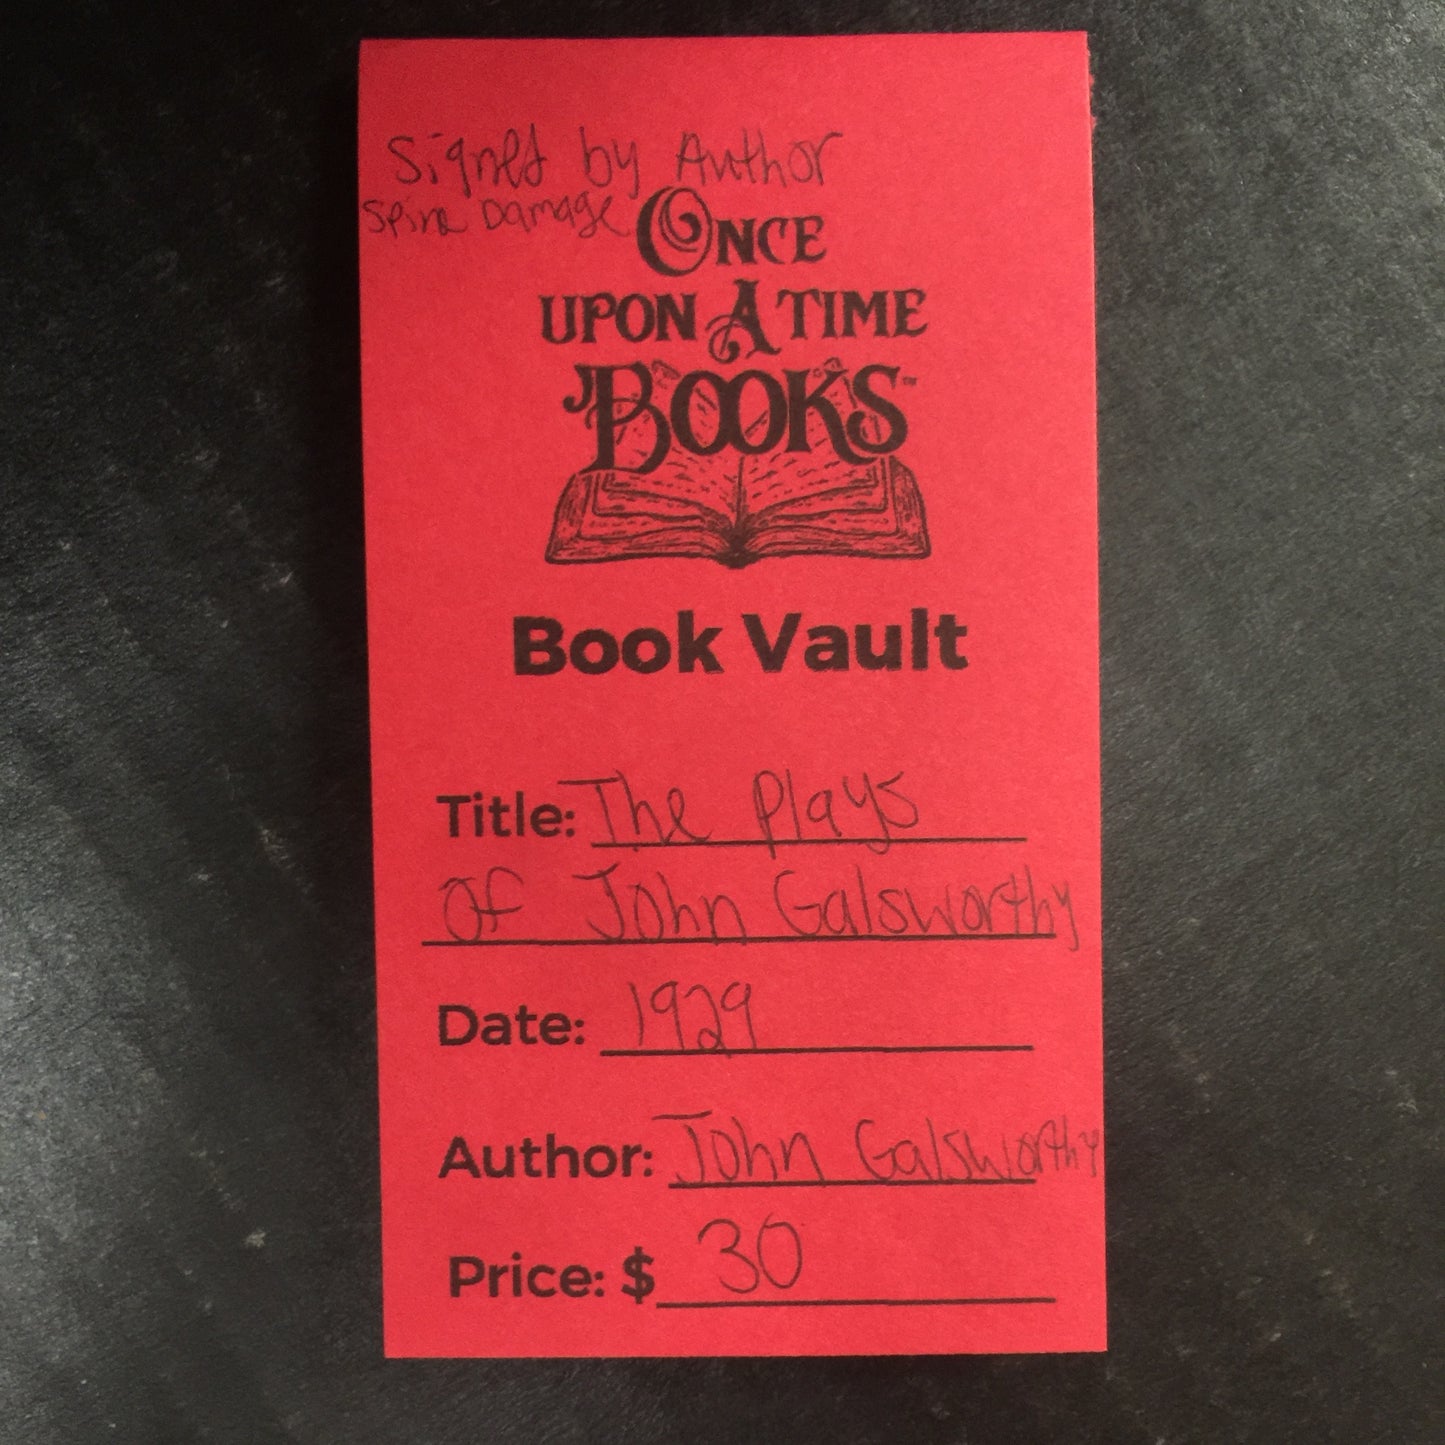 Signed by Author
Spine Damage
ONCE
UPON A TIME
BOOKS™
Book Vault
Title: The plays
of John Galsworthy
Date: 1929
Author: John Galsworthy
Price: $ 30